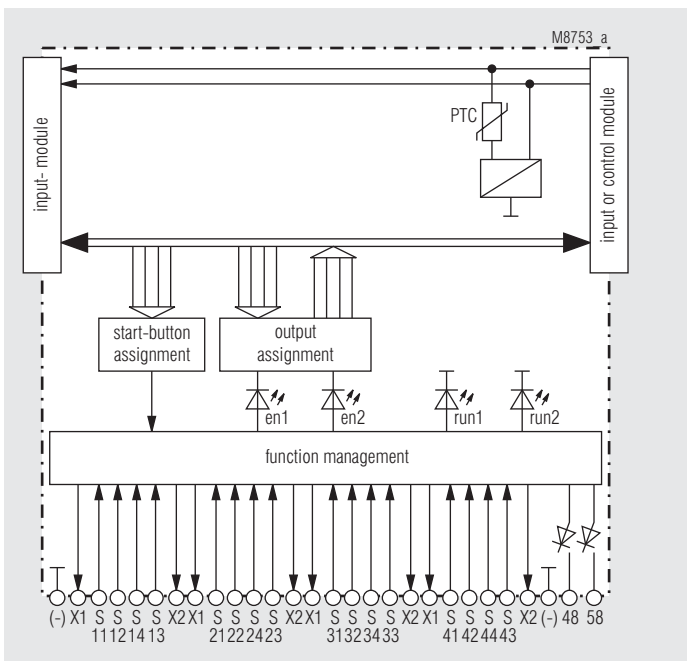 M8753_a
input- module
PTC
input or control module
start-button
assignment
output
assignment
en1
en2
run1
run2
function management
(-) X1 S S S S X2 X1 S S S S X2 X1 S S S S X2 X1 S S S S X2 (-) 48 58
11 12 14 13 21 22 24 23 31 32 34 33 41 42 44 43